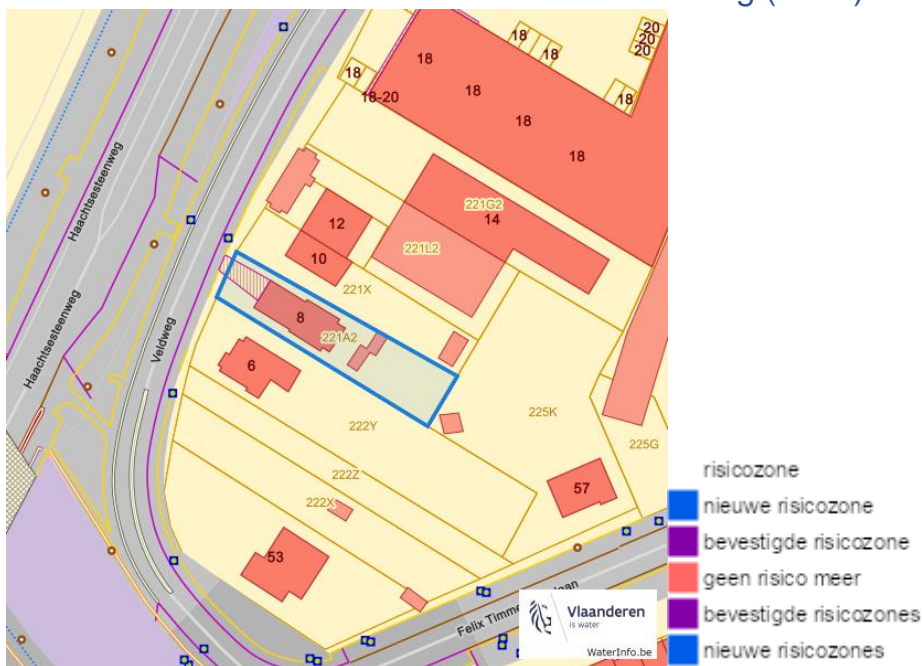 18
18
20
20
20
18
18
18
18
18-20
18
18
18
Haachtsesteenweg
221G2
14
12
221L2
10
221X
8
221A2
Haachtsesteenweg
Veldweg
6
225K
222Y
225G
222Z
57
222X
53
Felix
Vlaanderen
is water
WaterInfo.be
risicozone
nieuwe risicozone
bevestigde risicozone
geen risico meer
bevestigde risicozones
nieuwe risicozones